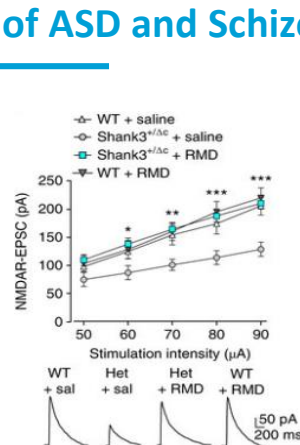 of ASD and Schizo
WT + saline
Shank3+/Δc + saline
Shank3+/Δc + RMD
WT + RMD
NMDAR-EPSC (pA)
250
200
150
100
50
0
* ** *** ***
50 60 70 80 90
Stimulation intensity (μA)
WT Het Het WT
+ sal + sal + RMD + RMD
50 pA
200 ms